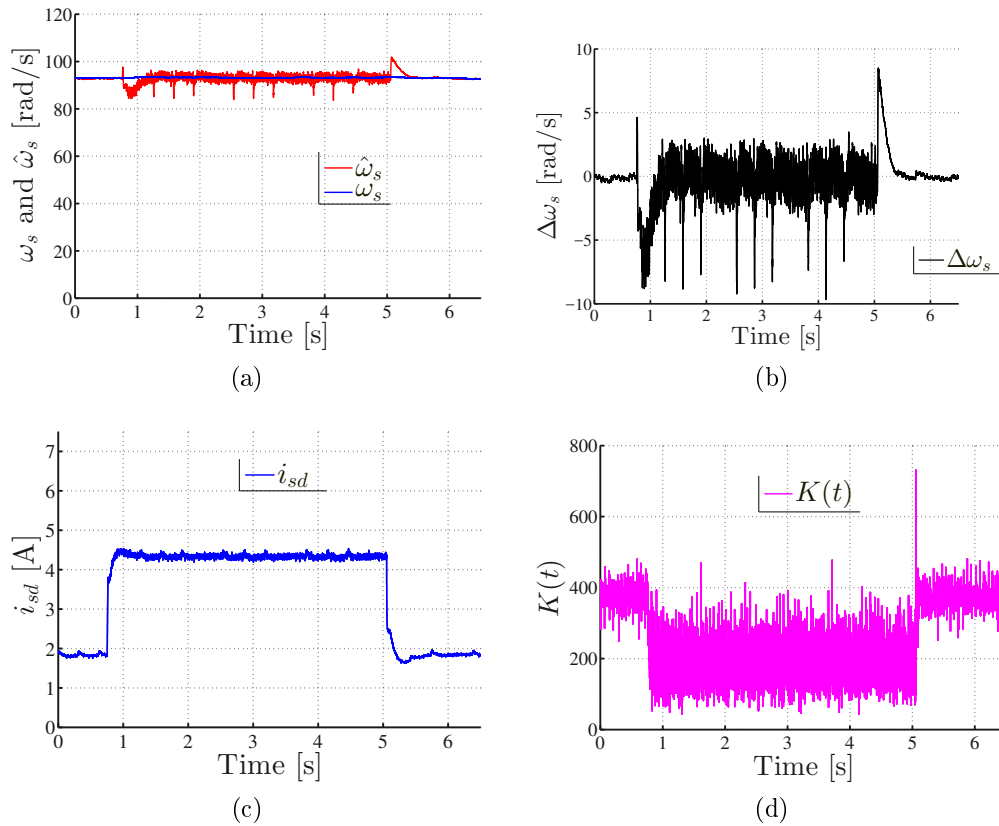 120
100
80
60
40
20
0
0 1 2 3 4 5 6
ω_s and ω̂_s [rad/s]
ω̂_s
ω_s
Time [s]
(a)
10
5
0
−5
−10
0 1 2 3 4 5 6
Δω_s [rad/s]
Δω_s
Time [s]
(b)
7
6
5
4
3
2
1
0
0 1 2 3 4 5 6
i_sd [A]
i_sd
Time [s]
(c)
800
600
400
200
0
0 1 2 3 4 5 6
K(t)
K(t)
Time [s]
(d)